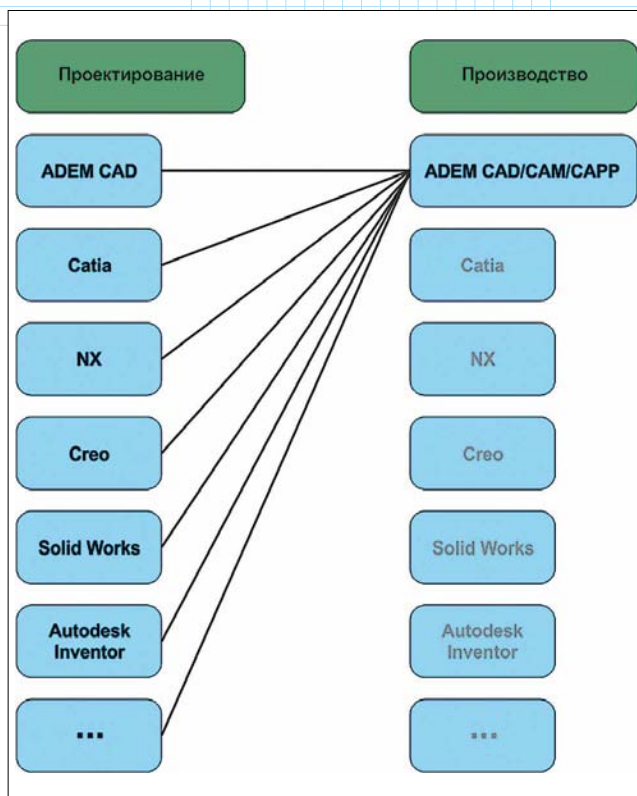 Проектирование
Производство
ADEM CAD
ADEM CAD/CAM/CAPP
Catia
Catia
NX
NX
Creo
Creo
Solid Works
Solid Works
Autodesk
Inventor
Autodesk
Inventor
...
...